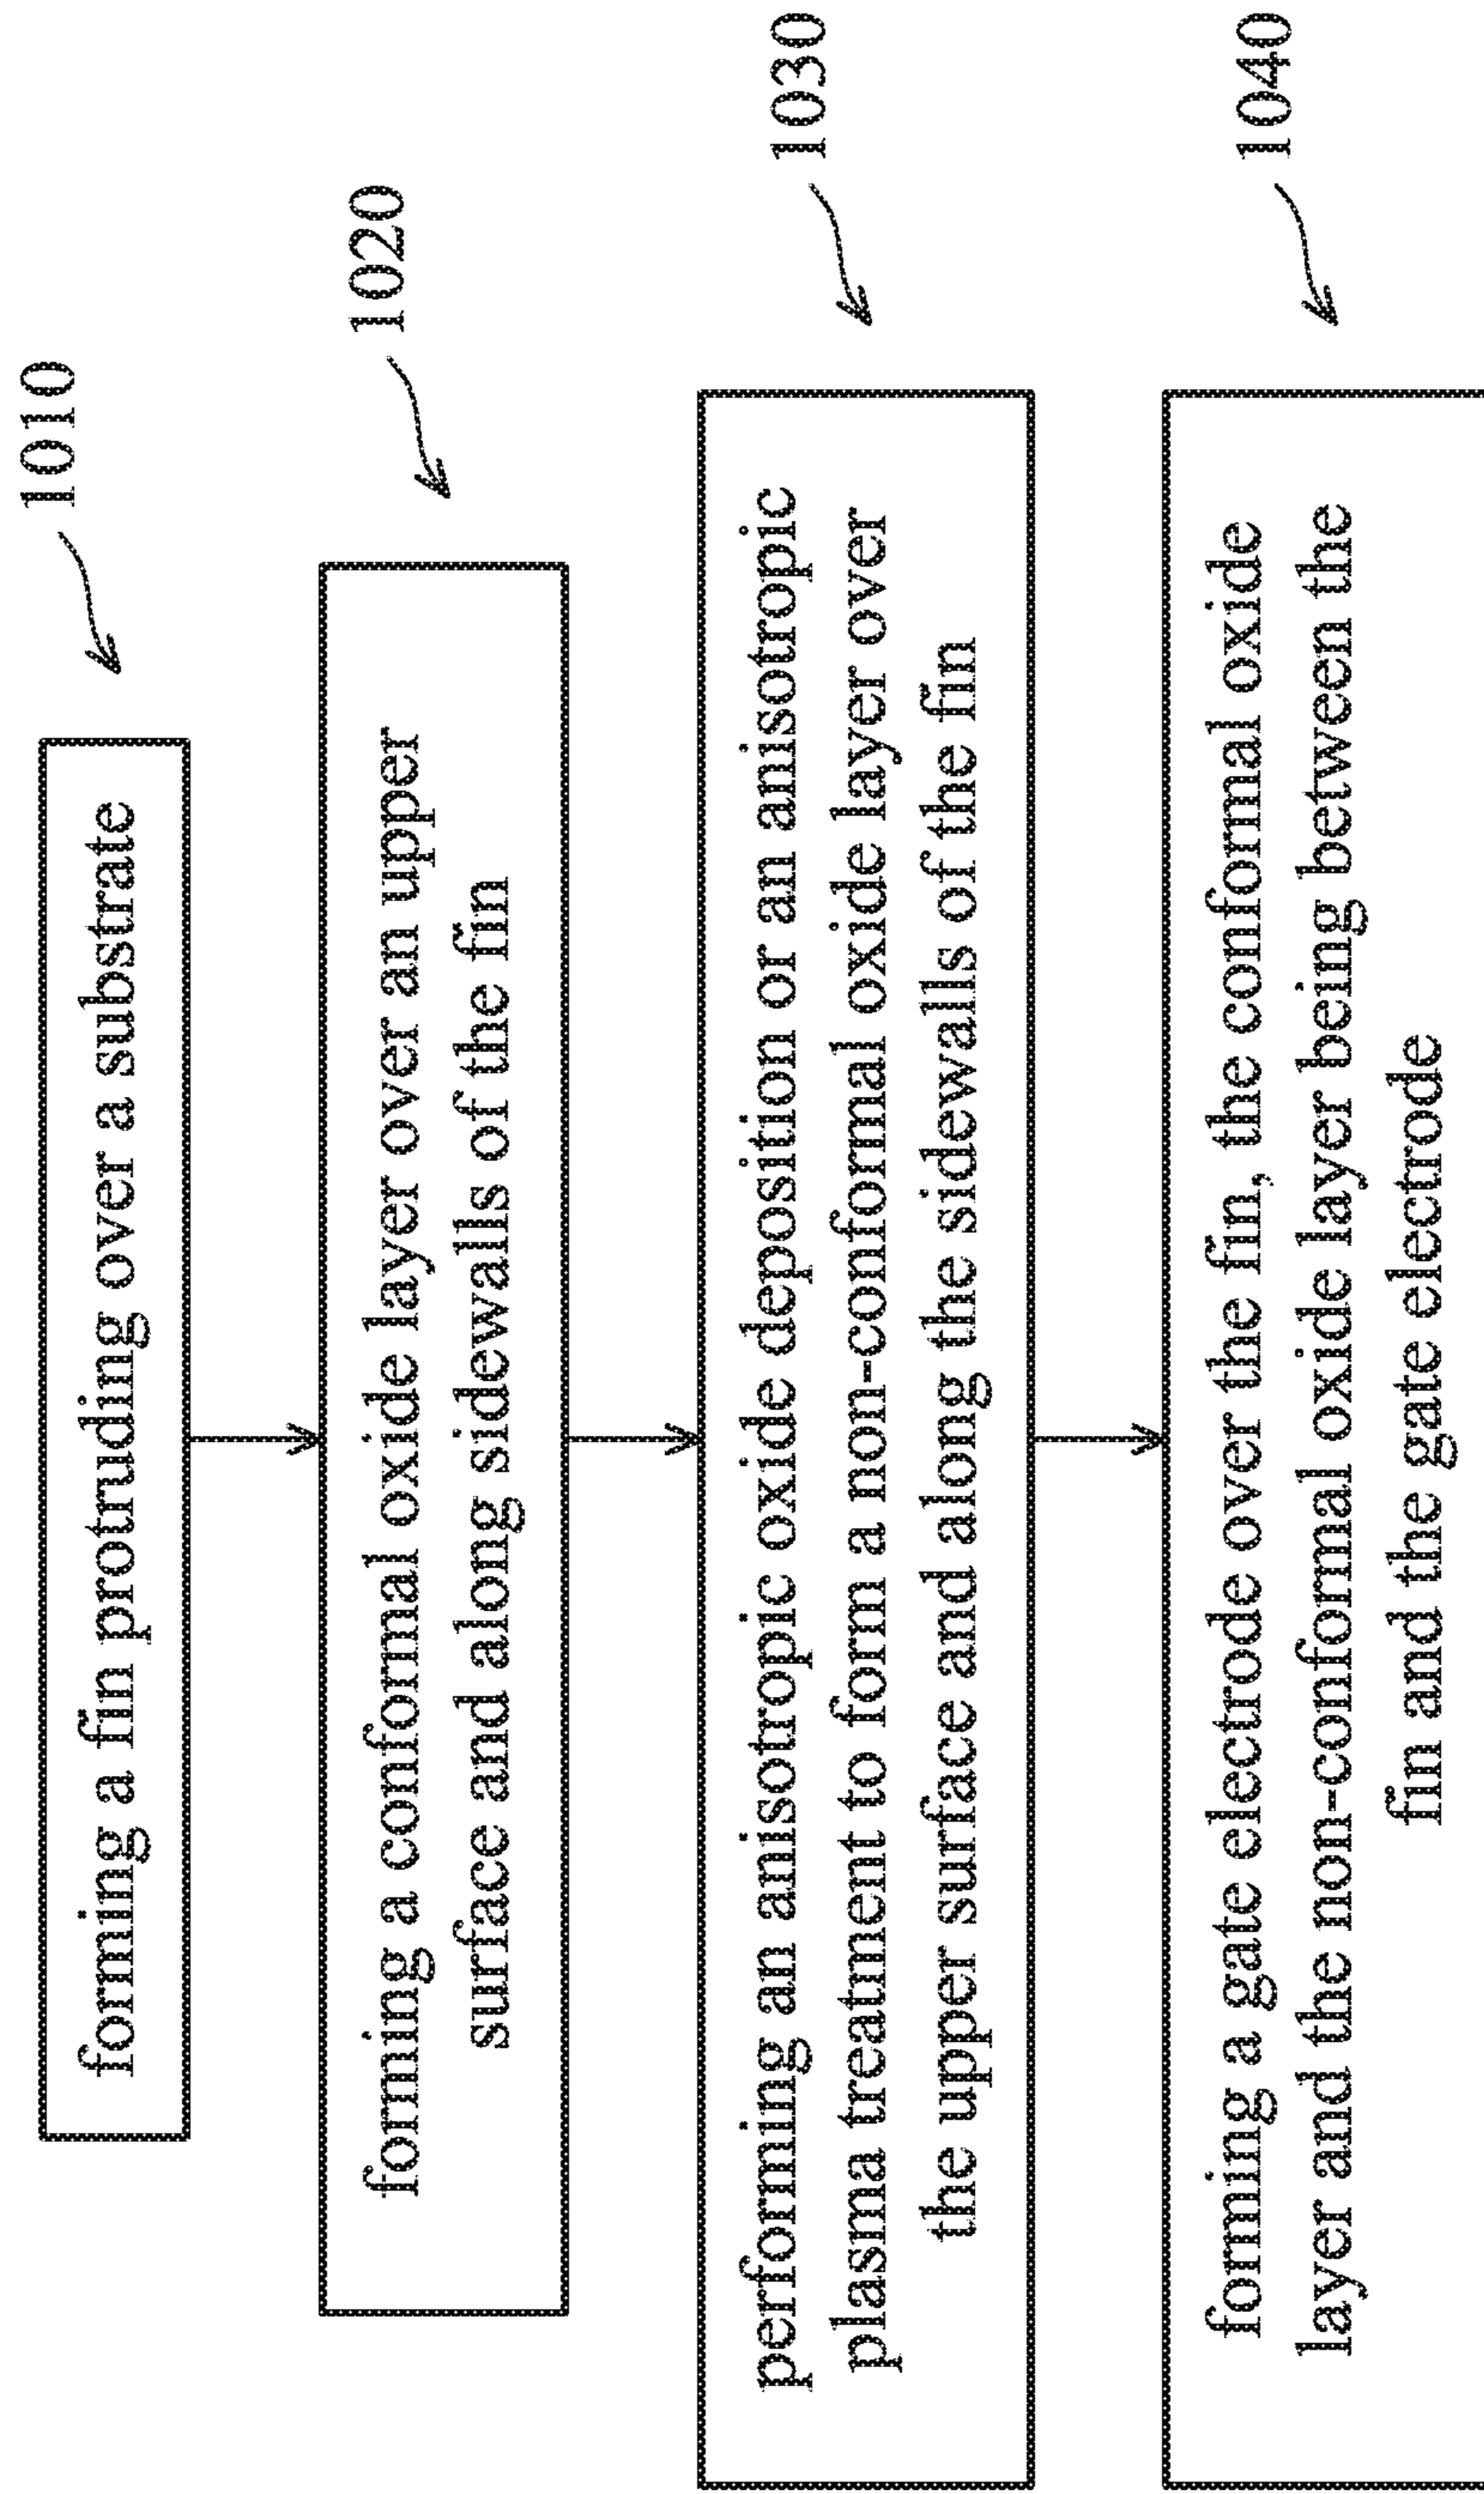 1010
forming a fin protruding over a substrate
1020
forming a conformal oxide layer over an upper
surface and along sidewalls of the fin
1030
performing an anisotropic oxide deposition or an anisotropic
plasma treatment to form a non-conformal oxide layer over
the upper surface and along the sidewalls of the fin
1040
forming a gate electrode over the fin, the conformal oxide
layer and the non-conformal oxide layer being between the
fin and the gate electrode